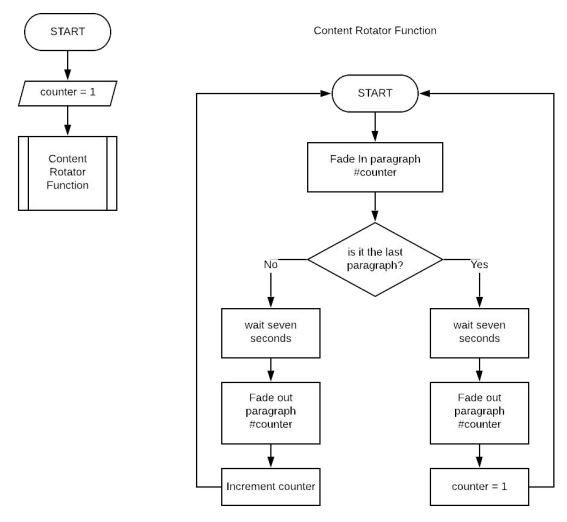 START
counter = 1
Content
Rotator
Function
Content Rotator Function
START
Fade In paragraph
#counter
is it the last
paragraph?
No
Yes
wait seven
seconds
wait seven
seconds
Fade out
paragraph
#counter
Fade out
paragraph
#counter
Increment counter
counter = 1